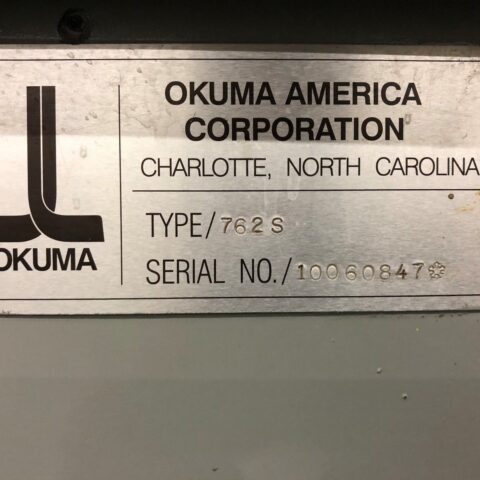 OKUMA
OKUMA AMERICA
CORPORATION
CHARLOTTE, NORTH CAROLINA
TYPE/762S
SERIAL NO./10060847